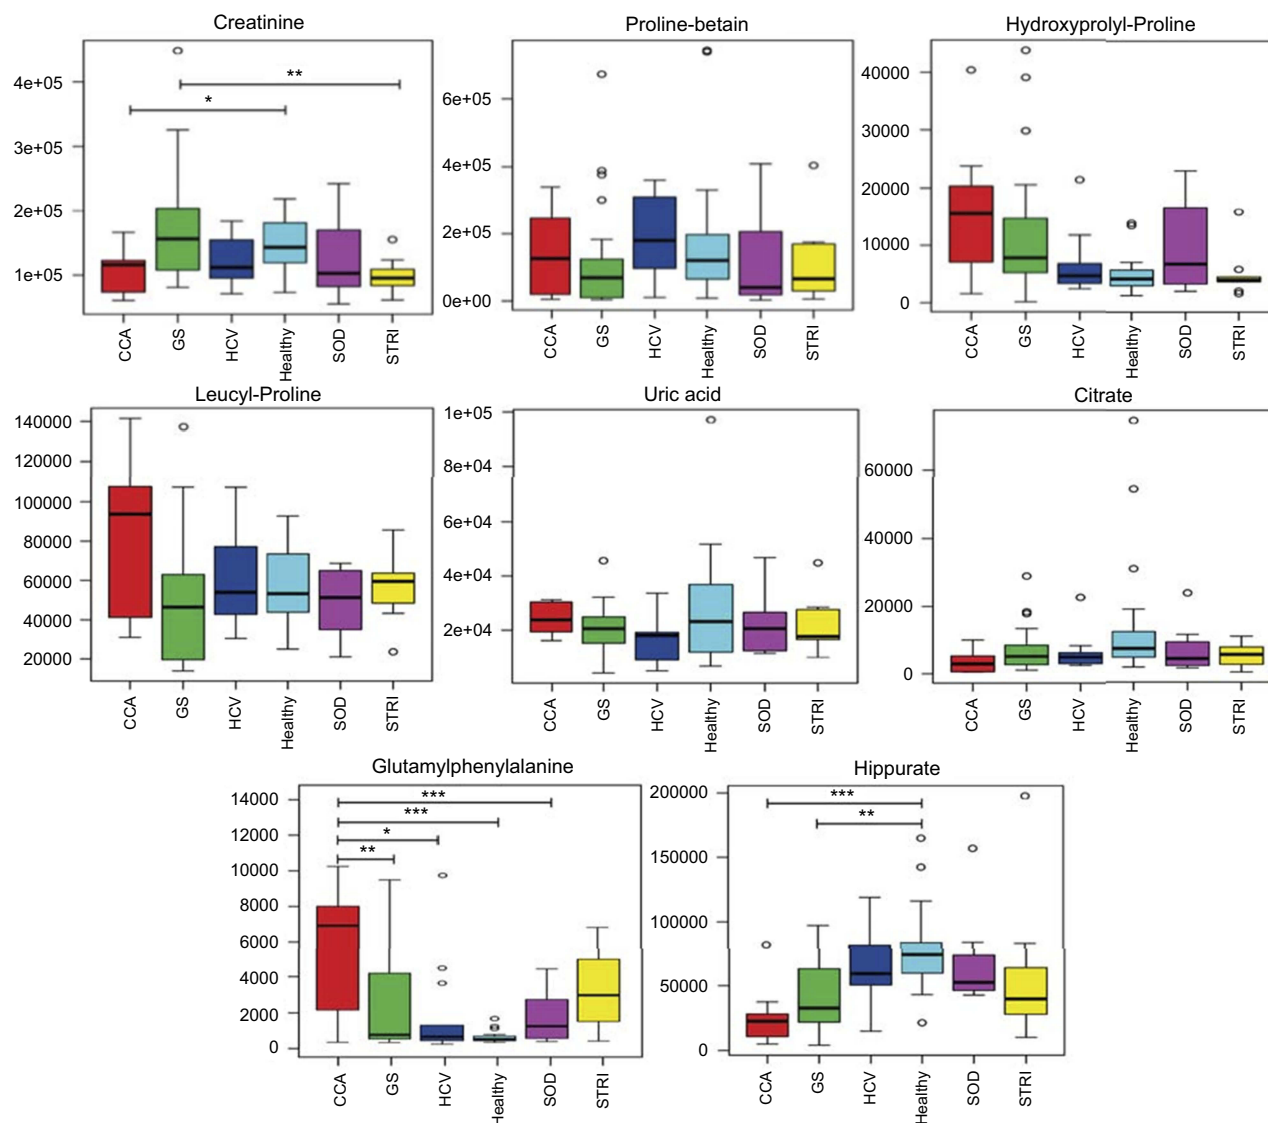 Creatinine
4e+05
3e+05
2e+05
1e+05
**
*
CCA
GS
HCV
Healthy
SOD
STRI
Proline-betain
6e+05
4e+05
2e+05
0e+00
CCA
GS
HCV
Healthy
SOD
STRI
Hydroxyprolyl-Proline
40000
30000
20000
10000
0
CCA
GS
HCV
Healthy
SOD
STRI
Leucyl-Proline
140000
120000
100000
80000
60000
40000
20000
CCA
GS
HCV
Healthy
SOD
STRI
Uric acid
1e+05
8e+04
6e+04
4e+04
2e+04
CCA
GS
HCV
Healthy
SOD
STRI
Citrate
60000
40000
20000
0
CCA
GS
HCV
Healthy
SOD
STRI
Glutamylphenylalanine
14000
12000
10000
8000
6000
4000
2000
0
***
***
*
**
CCA
GS
HCV
Healthy
SOD
STRI
Hippurate
200000
150000
100000
50000
0
***
**
CCA
GS
HCV
Healthy
SOD
STRI